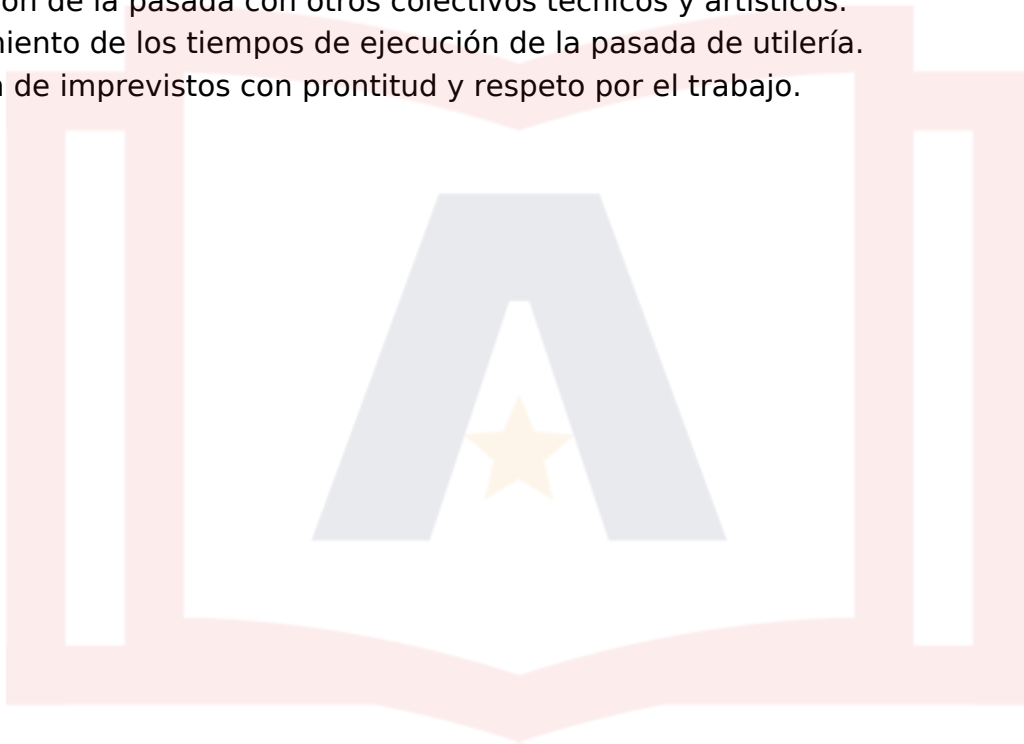 ón de la pasada con otros colectivos técnicos y artísticos.
miento de los tiempos de ejecución de la pasada de utilería.
de imprevistos con prontitud y respeto por el trabajo.